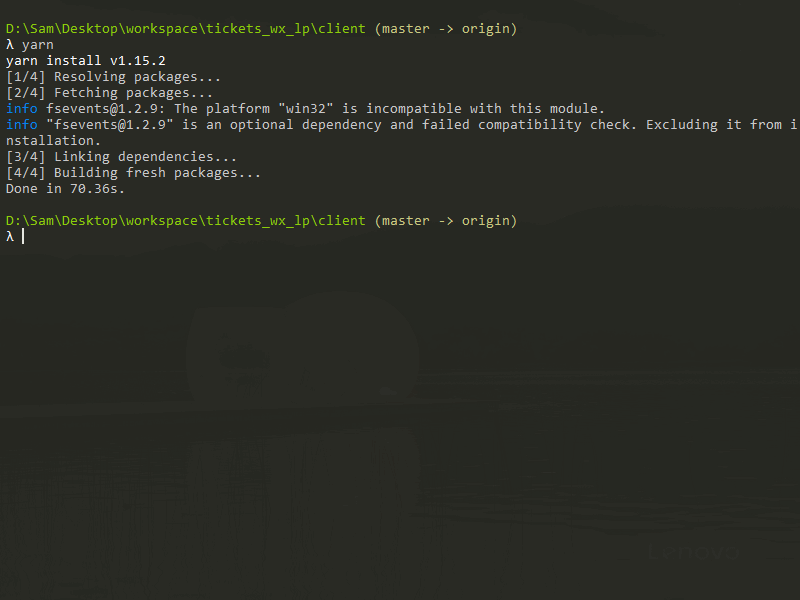 D:\Sam\Desktop\workspace\tickets_wx_lp\client (master -> origin)
λ yarn
yarn install v1.15.2
[1/4] Resolving packages...
[2/4] Fetching packages...
info fsevents@1.2.9: The platform "win32" is incompatible with this module.
info "fsevents@1.2.9" is an optional dependency and failed compatibility check. Excluding it from i
nstallation.
[3/4] Linking dependencies...
[4/4] Building fresh packages...
Done in 70.36s.
D:\Sam\Desktop\workspace\tickets_wx_lp\client (master -> origin)
λ
Lenovo